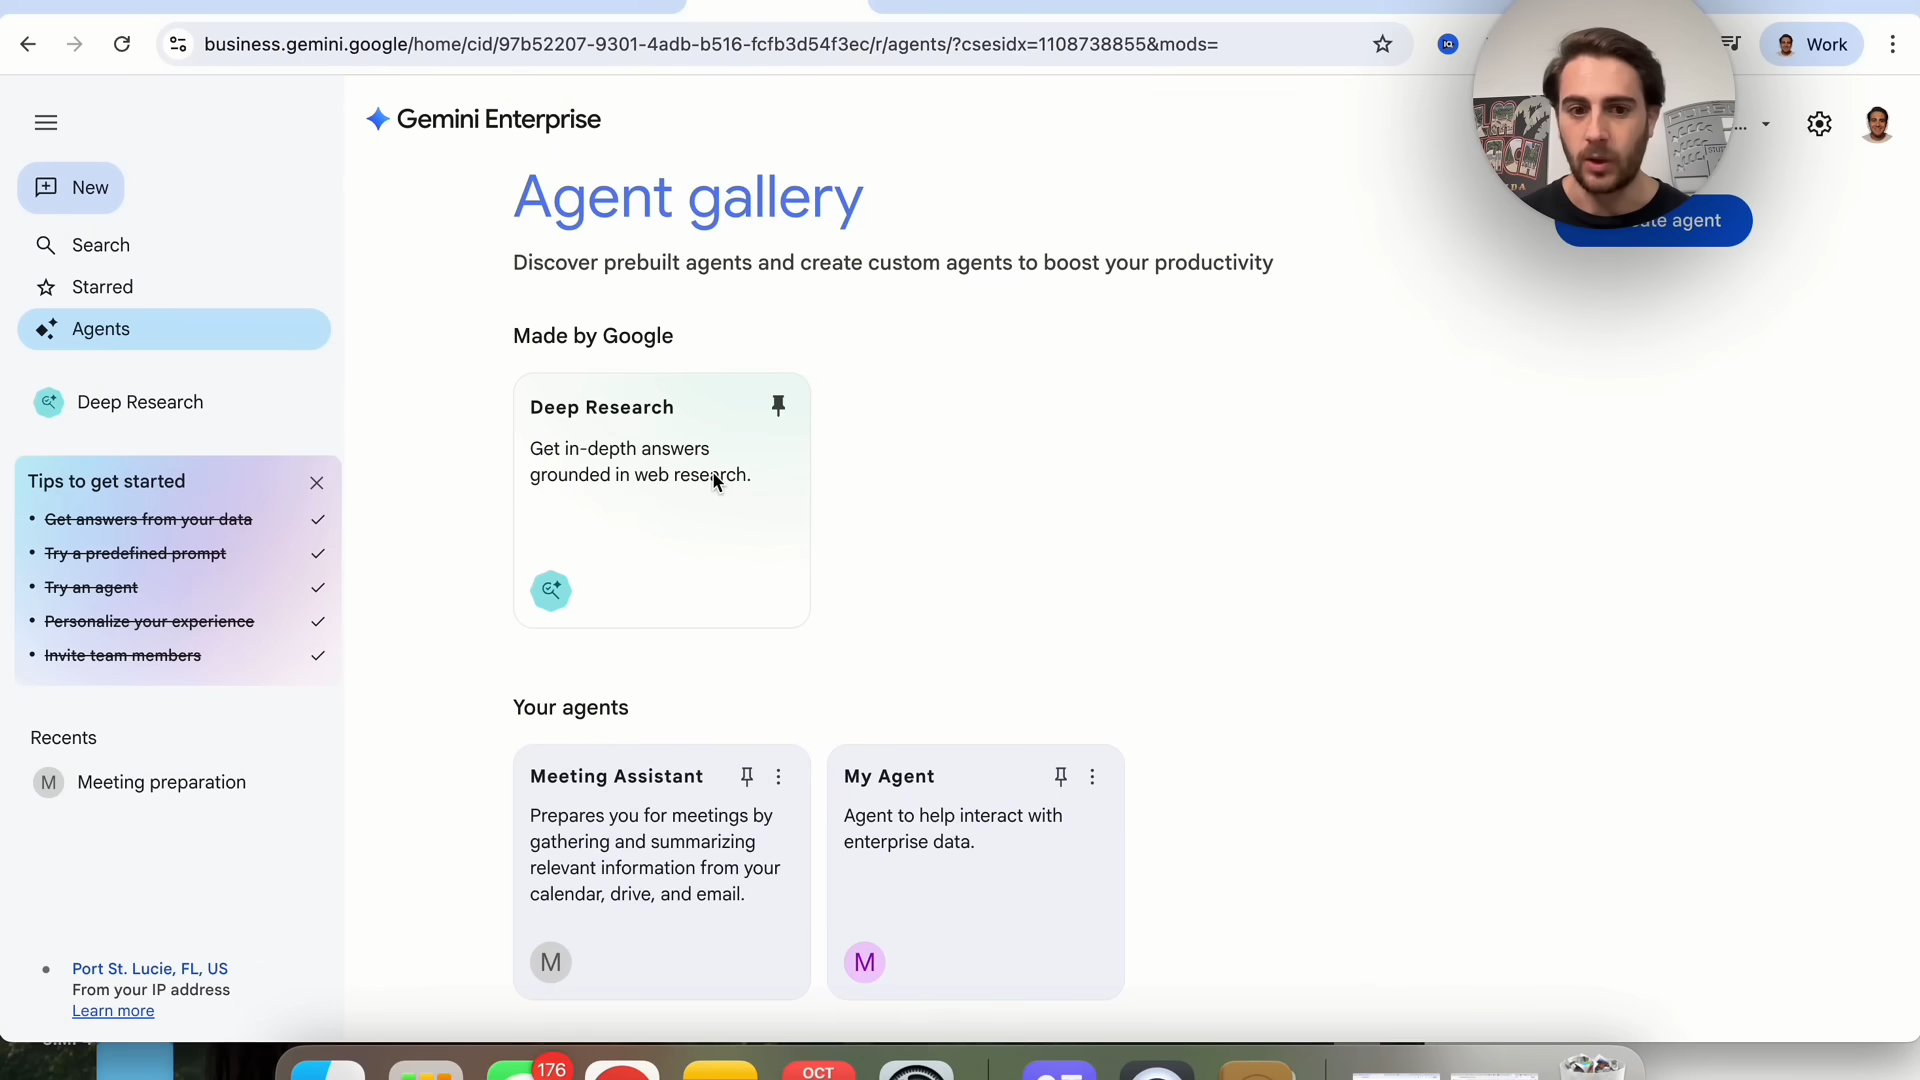 business.gemini.google/home/cid/97b52207-9301-4adb-b516-fcfb3d54f3ec/r/agents/?csesidx=1108738855&mods=
IQ
Work
Gemini Enterprise
...
New
Search
Starred
Agents
Deep Research
Tips to get started
• Get answers from your data
• Try a predefined prompt
• Try an agent
• Personalize your experience
• Invite team members
Recents
M
Meeting preparation
Port St. Lucie, FL, US
From your IP address
Learn more
Agent gallery
agent
Discover prebuilt agents and create custom agents to boost your productivity
Made by Google
Deep Research
Get in-depth answers
grounded in web research.
Your agents
Meeting Assistant
Prepares you for meetings by
gathering and summarizing
relevant information from your
calendar, drive, and email.
M
My Agent
Agent to help interact with
enterprise data.
M
176
OCT